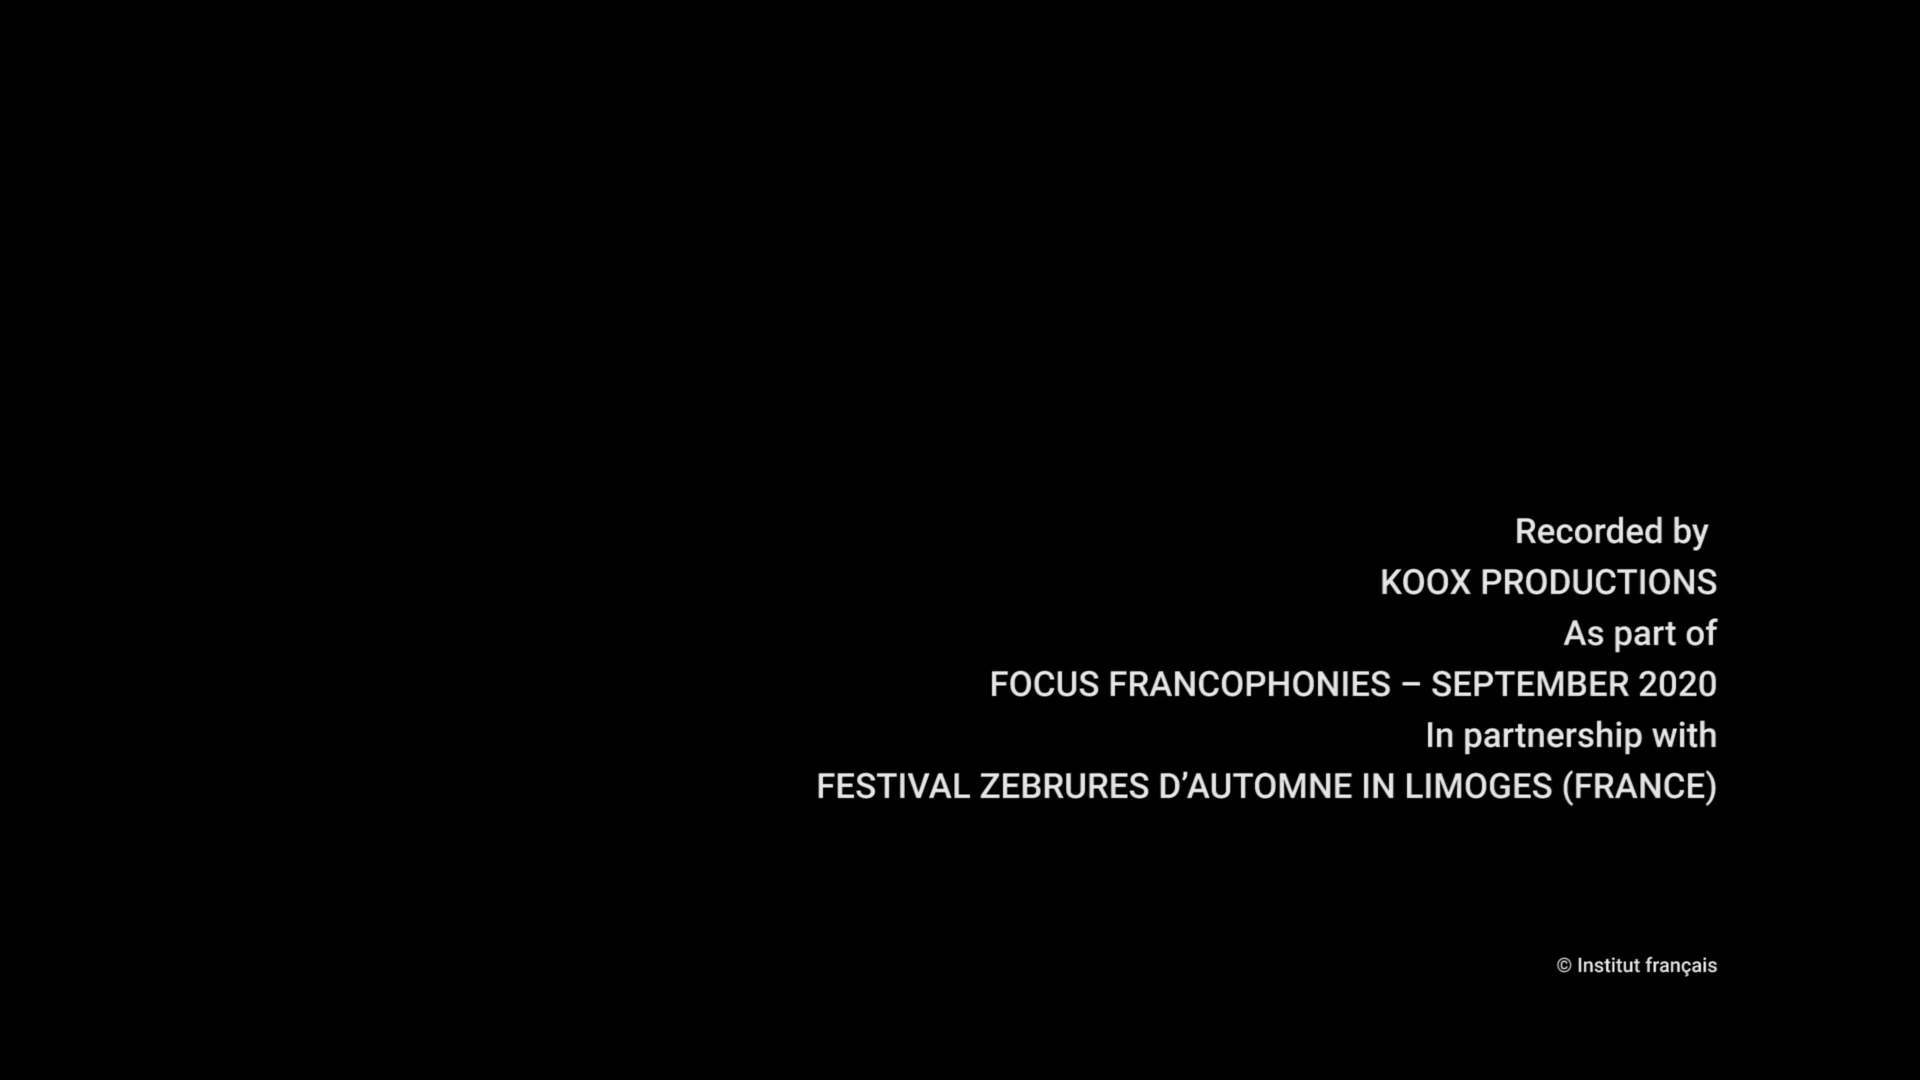 Recorded by
KOOX PRODUCTIONS
As part of
FOCUS FRANCOPHONIES – SEPTEMBER 2020
In partnership with
FESTIVAL ZEBRURES D’AUTOMNE IN LIMOGES (FRANCE)
© Institut français